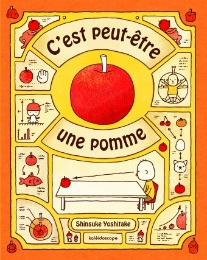 C'est peut-être
une pomme
Shinsuke Yoshitake
kaléidoscope